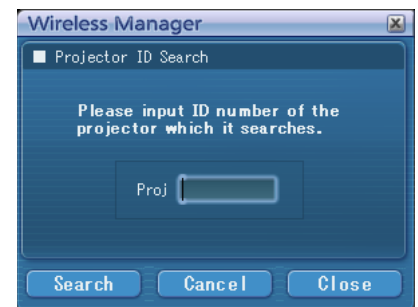 Wireless Manager
Projector ID Search
Please input ID number of the
projector which it searches.
Proj
Search Cancel Close